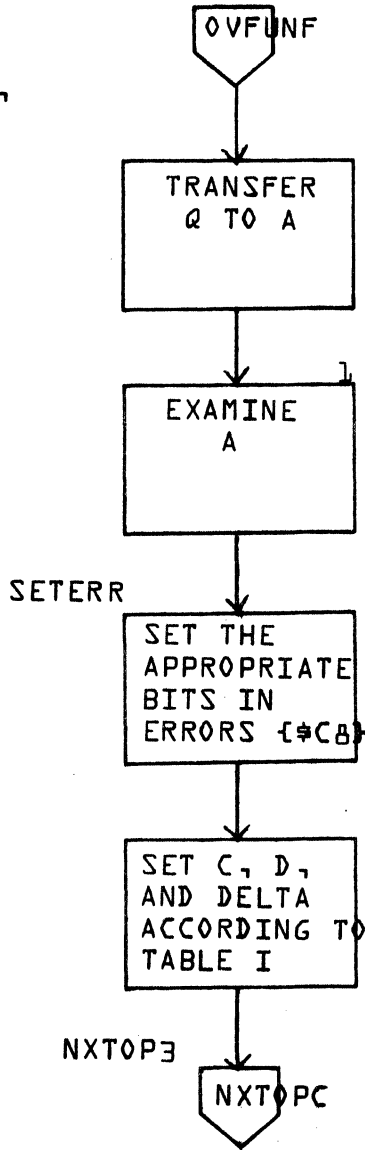 OVFUNF
TRANSFER
Q TO A
1
EXAMINE
A
SETERR
SET THE
APPROPRIATE
BITS IN
ERRORS {$C8}
SET C, D,
AND DELTA
ACCORDING TO
TABLE I
NXTOP3
NXTOPC